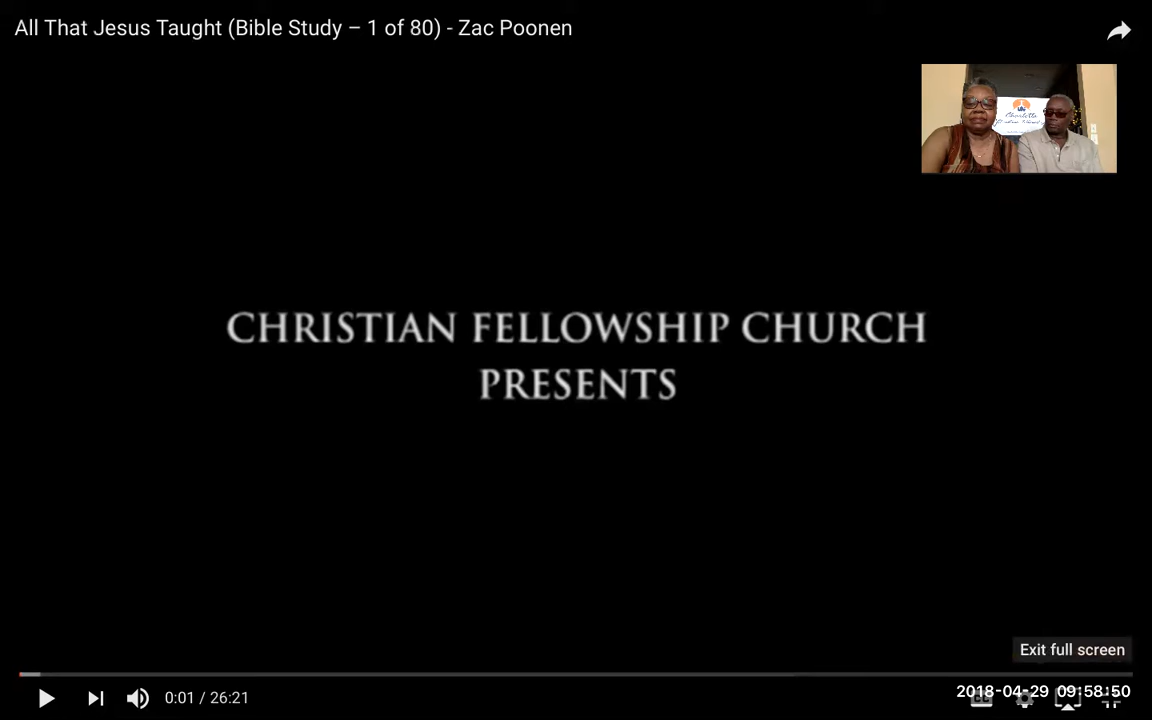 All That Jesus Taught (Bible Study – 1 of 80) - Zac Poonen
Charlotte
CHRISTIAN FELLOWSHIP CHURCH
PRESENTS
Exit full screen
0:01 / 26:21
2018-04-29 09:58:50